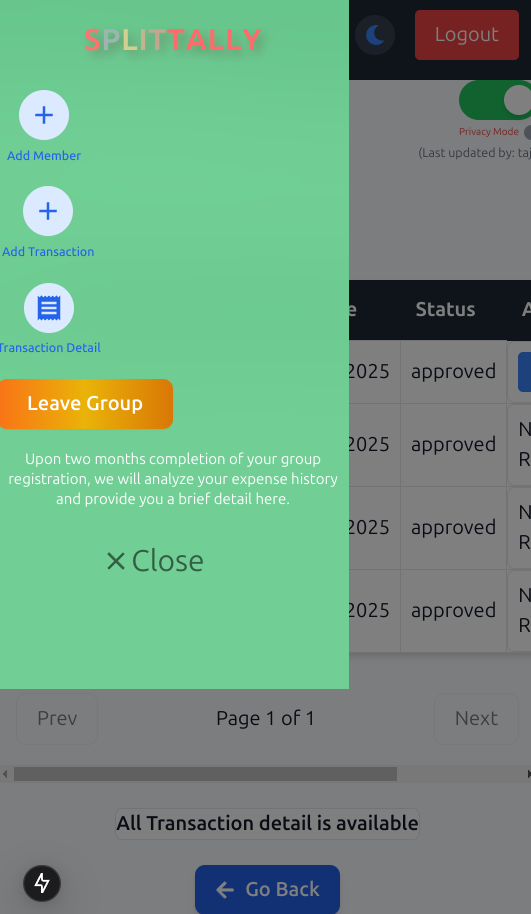 SPLITTALLY
Logout
Add Member
Privacy Mode
(Last updated by: taj
Add Transaction
Transaction Detail
Status
2025 approved
Leave Group
2025 approved
Upon two months completion of your group
registration, we will analyze your expense history
and provide you a brief detail here.
2025 approved
× Close
2025 approved
Prev
Page 1 of 1
Next
All Transaction detail is available
← Go Back